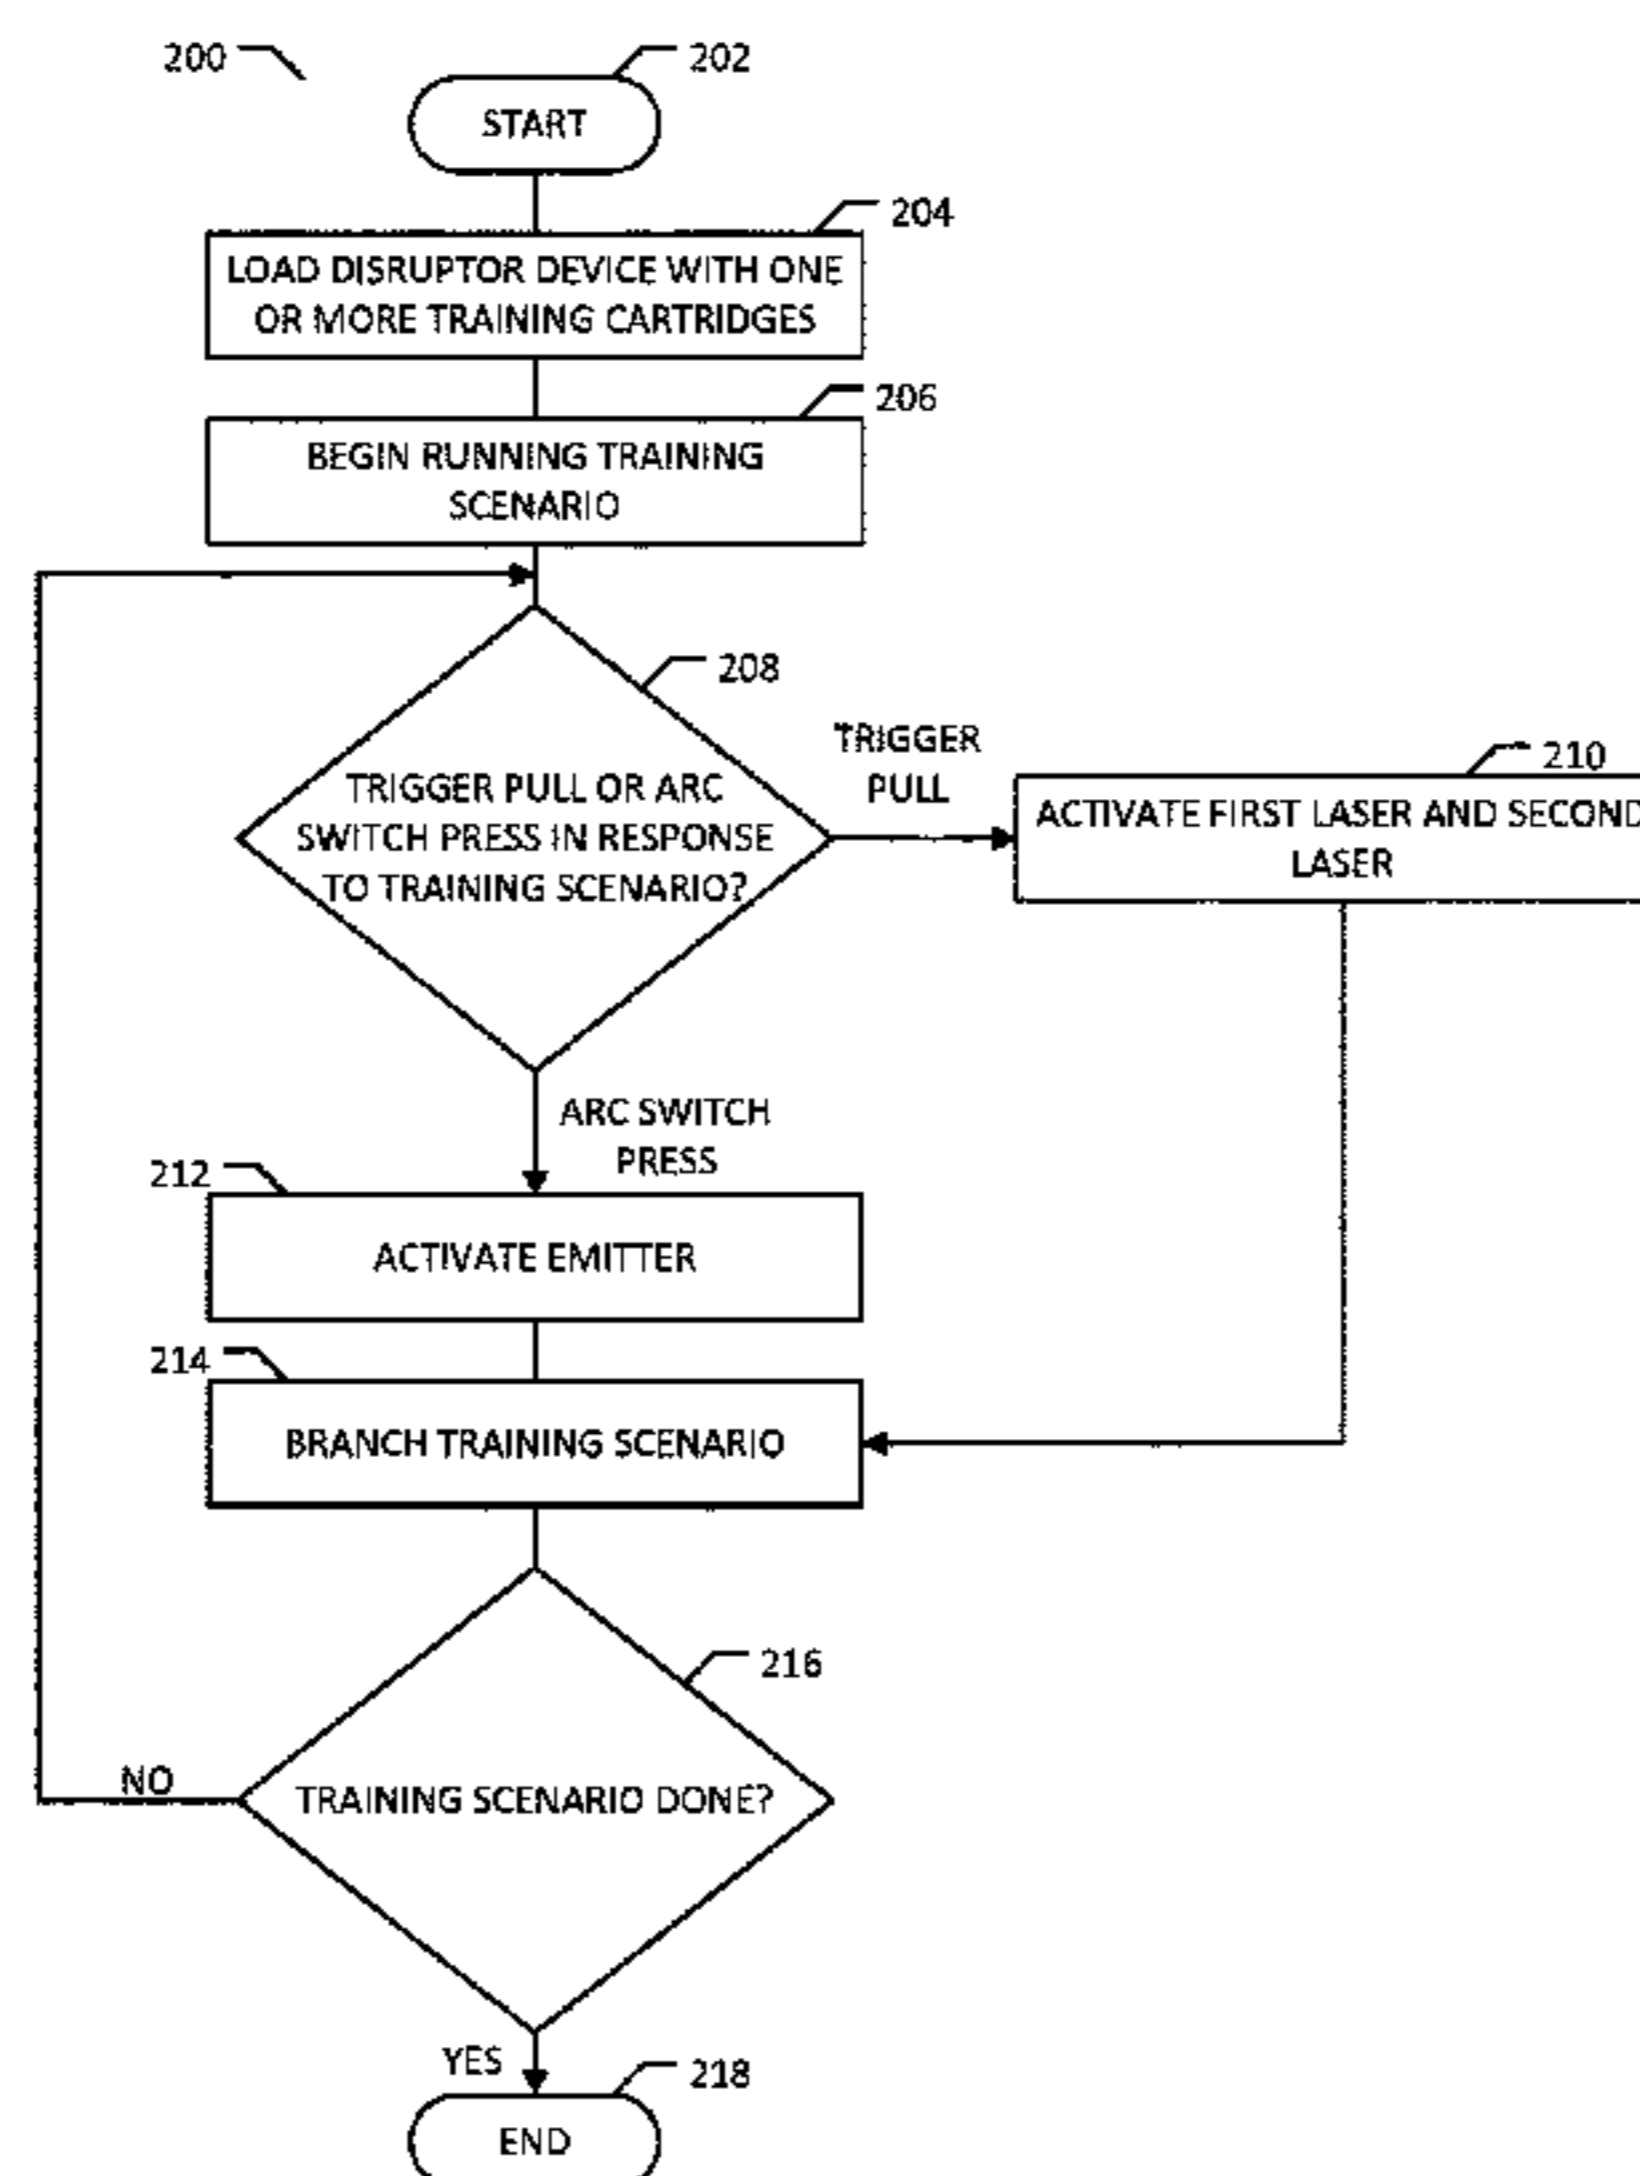 200
202
START
204
LOAD DISRUPTOR DEVICE WITH ONE
OR MORE TRAINING CARTRIDGES
206
BEGIN RUNNING TRAINING
SCENARIO
208
TRIGGER PULL OR ARC
SWITCH PRESS IN RESPONSE
TO TRAINING SCENARIO?
TRIGGER
PULL
210
ACTIVATE FIRST LASER AND SECOND
LASER
ARC SWITCH
PRESS
212
ACTIVATE EMITTER
214
BRANCH TRAINING SCENARIO
216
TRAINING SCENARIO DONE?
NO
YES
218
END